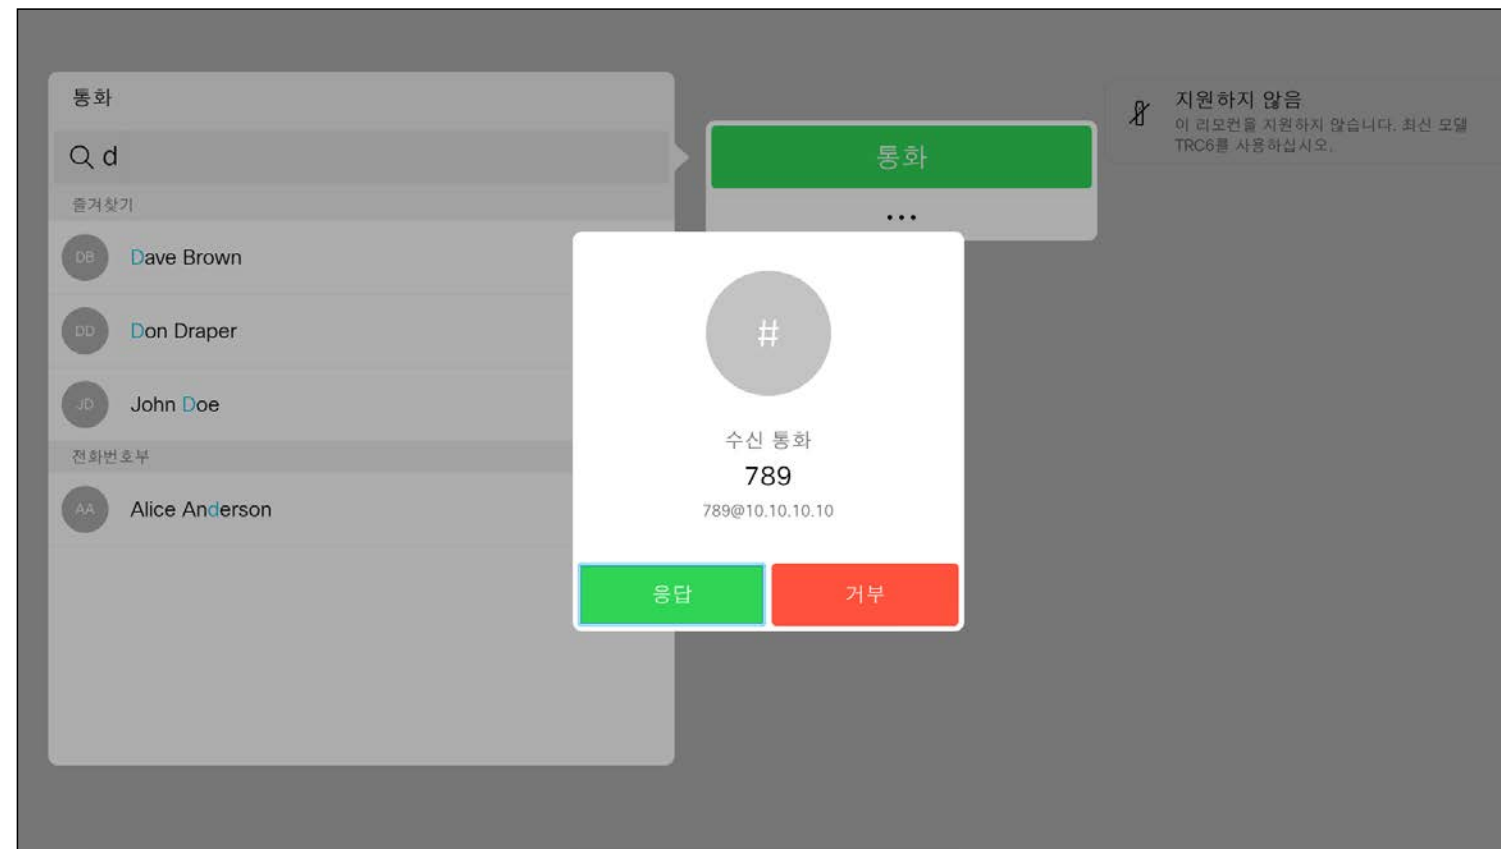 통화
d
즐겨찾기
DB
Dave Brown
DD
Don Draper
JD
John Doe
전화번호부
AA
Alice Anderson
통화
...
지원하지 않음
이 리모컨을 지원하지 않습니다. 최신 모델
TRC6를 사용하십시오.
#
수신 통화
789
789@10.10.10.10
응답
거부